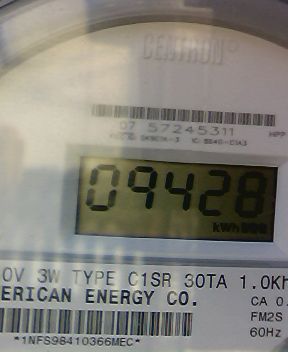 CENTRON®
07 57245311
HPP
09428
kWh
0V 3W TYPE C1SR 30TA 1.0Kh
ERICAN ENERGY CO.
CA 0.
FM2S
60Hz
*1NFS98410366MEC*